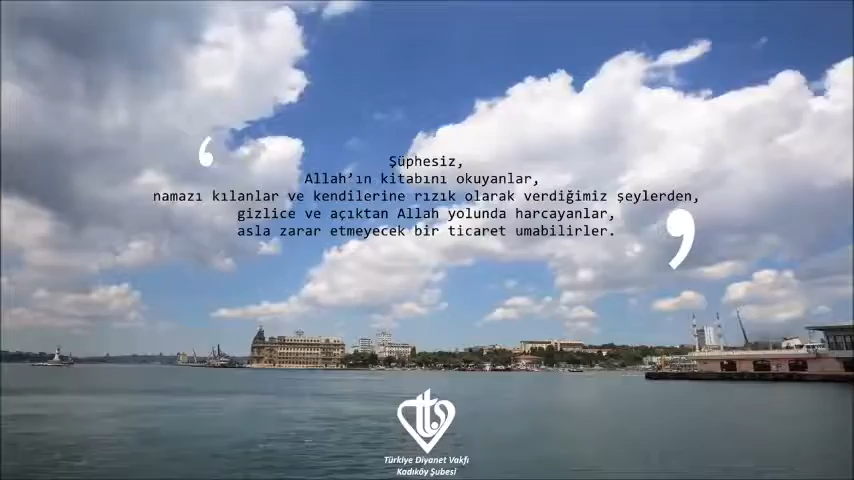 Şüphesiz,
Allah’ın kitabını okuyanlar,
namazı kılanlar ve kendilerine rızık olarak verdiğimiz şeylerden,
gizlice ve açıktan Allah yolunda harcayanlar,
asla zarar etmeyecek bir ticaret umabilirler.
Türkiye Diyanet Vakfı
Kadıköy Şubesi